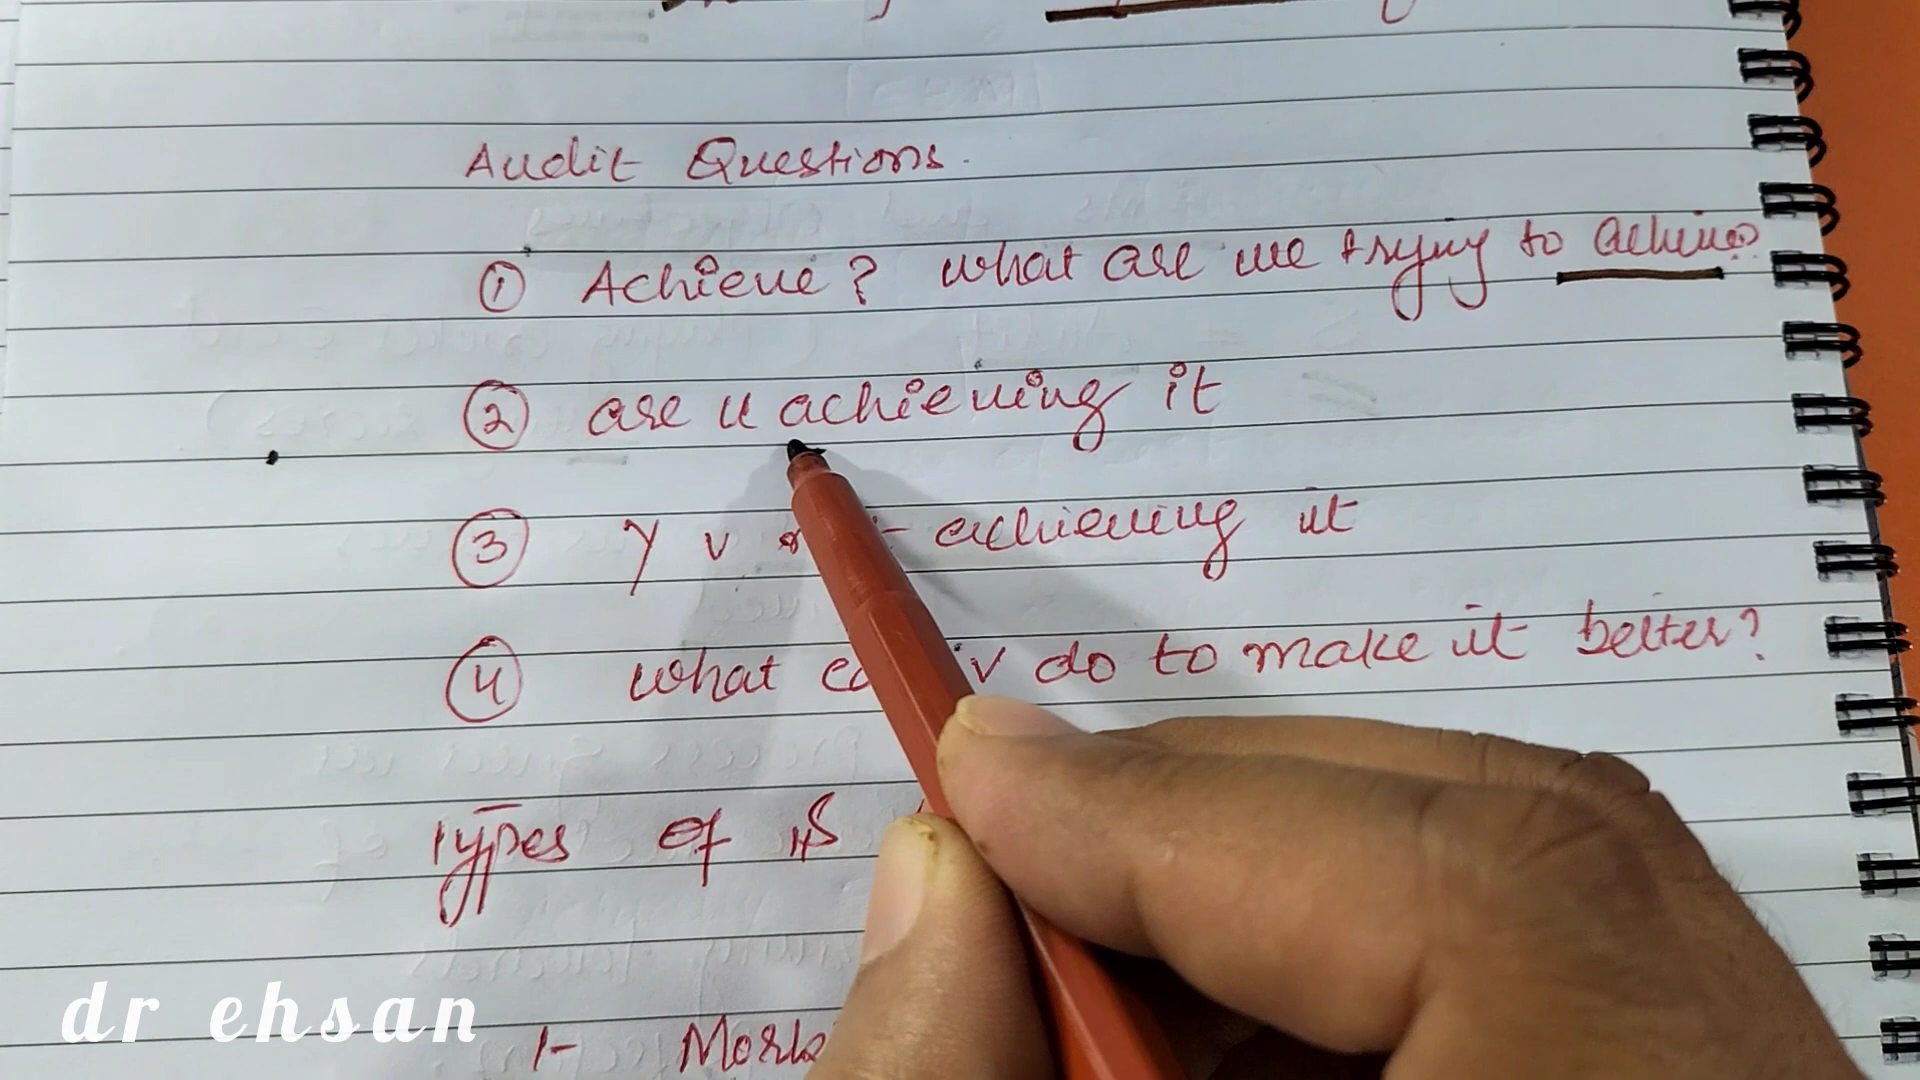 Audit Questions.
① Achieve? what are we trying to achieve?
② are u achieving it
③ y v achieving it
④ what v do to make it better?
Types of
1-
dr ehsan